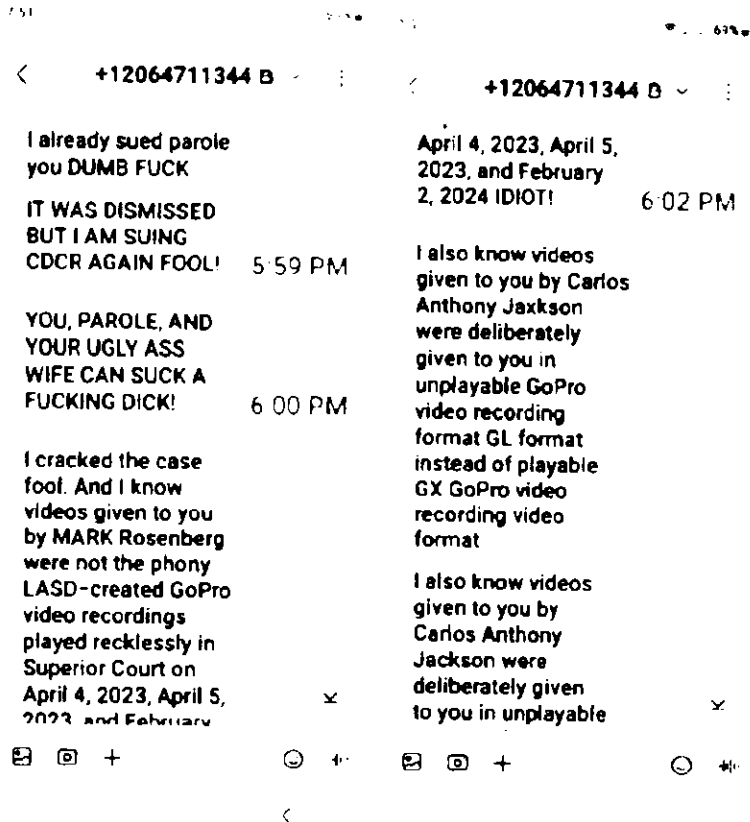 7:51
+12064711344 B
I already sued parole
you DUMB FUCK
IT WAS DISMISSED
BUT I AM SUING
CDCR AGAIN FOOL! 5:59 PM
YOU, PAROLE, AND
YOUR UGLY ASS
WIFE CAN SUCK A
FUCKING DICK! 6:00 PM
I cracked the case
fool. And I know
videos given to you
by MARK Rosenberg
were not the phony
LASD-created GoPro
video recordings
played recklessly in
Superior Court on
April 4, 2023, April 5,
2023, and February
69%
+12064711344 B
April 4, 2023, April 5,
2023, and February
2, 2024 IDIOT! 6:02 PM
I also know videos
given to you by Carlos
Anthony Jaxkson
were deliberately
given to you in
unplayable GoPro
video recording
format GL format
instead of playable
GX GoPro video
recording video
format
I also know videos
given to you by
Carlos Anthony
Jackson were
deliberately given
to you in unplayable